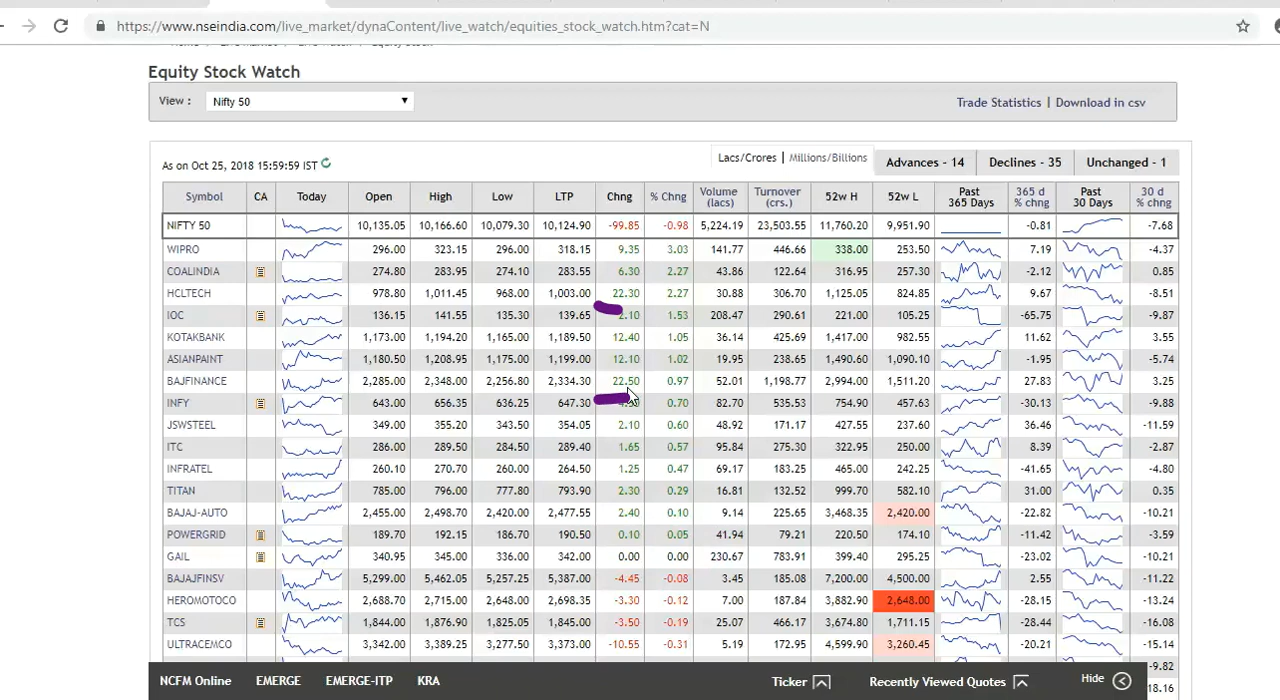 https://www.nseindia.com/live_market/dynaContent/live_watch/equities_stock_watch.htm?cat=N
Equity Stock Watch
View : Nifty 50 Trade Statistics | Download in csv
As on Oct 25, 2018 15:59:59 IST Lacs/Crores | Millions/Billions Advances - 14 Declines - 35 Unchanged - 1
Symbol CA Today Open High Low LTP Chng % Chng Volume (lacs) Turnover (crs.) 52w H 52w L Past 365 Days 365 d % chng Past 30 Days 30 d % chng
NIFTY 50 10,135.05 10,166.60 10,079.30 10,124.90 -99.85 -0.98 5,224.19 23,503.55 11,760.20 9,951.90 -0.81 -7.68
WIPRO 296.00 323.15 296.00 318.15 9.35 3.03 141.77 446.66 338.00 253.50 7.19 -4.37
COALINDIA 274.80 283.95 274.10 283.55 6.30 2.27 43.86 122.64 316.95 257.30 -2.12 0.85
HCLTECH 978.80 1,011.45 968.00 1,003.00 22.30 2.27 30.88 306.70 1,125.05 824.85 9.67 -8.51
IOC 136.15 141.55 135.30 139.65 2.10 1.53 208.47 290.61 221.00 105.25 -65.75 -9.87
KOTAKBANK 1,173.00 1,194.20 1,165.00 1,189.50 12.40 1.05 36.14 425.69 1,417.00 982.55 11.62 3.55
ASIANPAINT 1,180.50 1,208.95 1,175.00 1,199.00 12.10 1.02 19.95 238.65 1,490.60 1,090.10 -1.95 -5.74
BAJFINANCE 2,285.00 2,348.00 2,256.80 2,334.30 22.50 0.97 52.01 1,198.77 2,994.00 1,511.20 27.83 3.25
INFY 643.00 656.35 636.25 647.30 0.70 82.70 535.53 754.90 457.63 -30.13 -9.88
JSWSTEEL 349.00 355.20 343.50 354.05 2.10 0.60 48.92 171.17 427.55 237.60 36.46 -11.59
ITC 286.00 289.50 284.50 289.40 1.65 0.57 95.84 275.30 322.95 250.00 8.39 -2.87
INFRATEL 260.10 270.70 260.00 264.50 1.25 0.47 69.17 183.25 465.00 242.25 -41.65 -4.80
TITAN 785.00 796.00 777.80 793.90 2.30 0.29 16.81 132.52 999.70 582.10 31.00 0.35
BAJAJ-AUTO 2,455.00 2,498.70 2,420.00 2,477.55 2.40 0.10 9.14 225.65 3,468.35 2,420.00 -22.82 -10.21
POWERGRID 189.70 192.15 186.70 190.50 0.10 0.05 41.94 79.21 220.50 174.10 -11.42 -3.59
GAIL 340.95 345.00 336.00 342.00 0.00 0.00 230.67 783.91 399.40 295.25 -23.02 -10.21
BAJAJFINSV 5,299.00 5,462.05 5,257.25 5,387.00 -4.45 -0.08 3.45 185.08 7,200.00 4,500.00 2.55 -11.22
HEROMOTOCO 2,688.70 2,715.00 2,648.00 2,698.35 -3.30 -0.12 7.00 187.84 3,882.90 2,648.00 -28.15 -13.24
TCS 1,844.00 1,876.90 1,825.05 1,845.00 -3.50 -0.19 25.07 466.17 3,674.80 1,711.15 -28.44 -16.08
ULTRACEMCO 3,342.00 3,389.25 3,277.50 3,373.00 -10.55 -0.31 5.19 172.95 4,599.90 3,260.45 -20.21 -15.14
-9.82
NCFM Online EMERGE EMERGE-ITP KRA Ticker Recently Viewed Quotes Hide
18.16